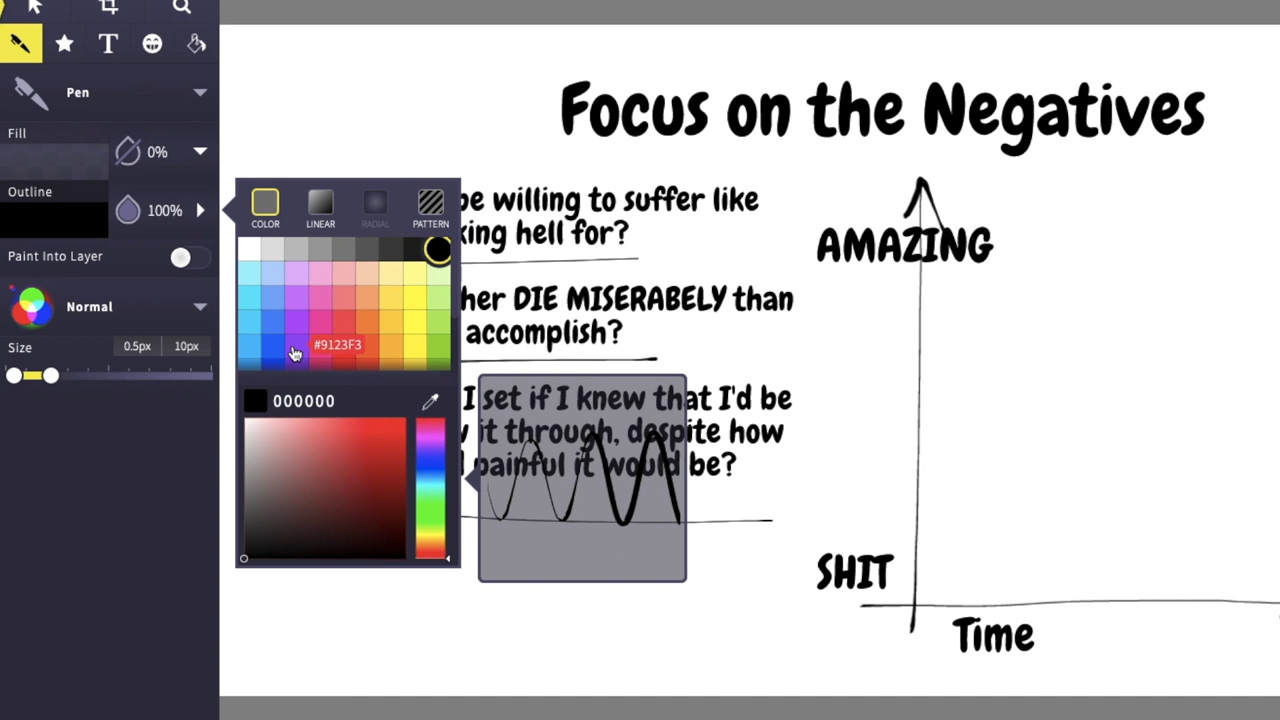 Pen
Fill
0%
Outline
100%
Paint Into Layer
Normal
Size
0.5px
10px
COLOR
LINEAR
RADIAL
PATTERN
#9123F3
000000
Focus on the Negatives
be willing to suffer like
king hell for?
her DIE MISERABELY than
accomplish?
I set if I knew that I'd be
it through, despite how
painful it would be?
AMAZING
SHIT
Time